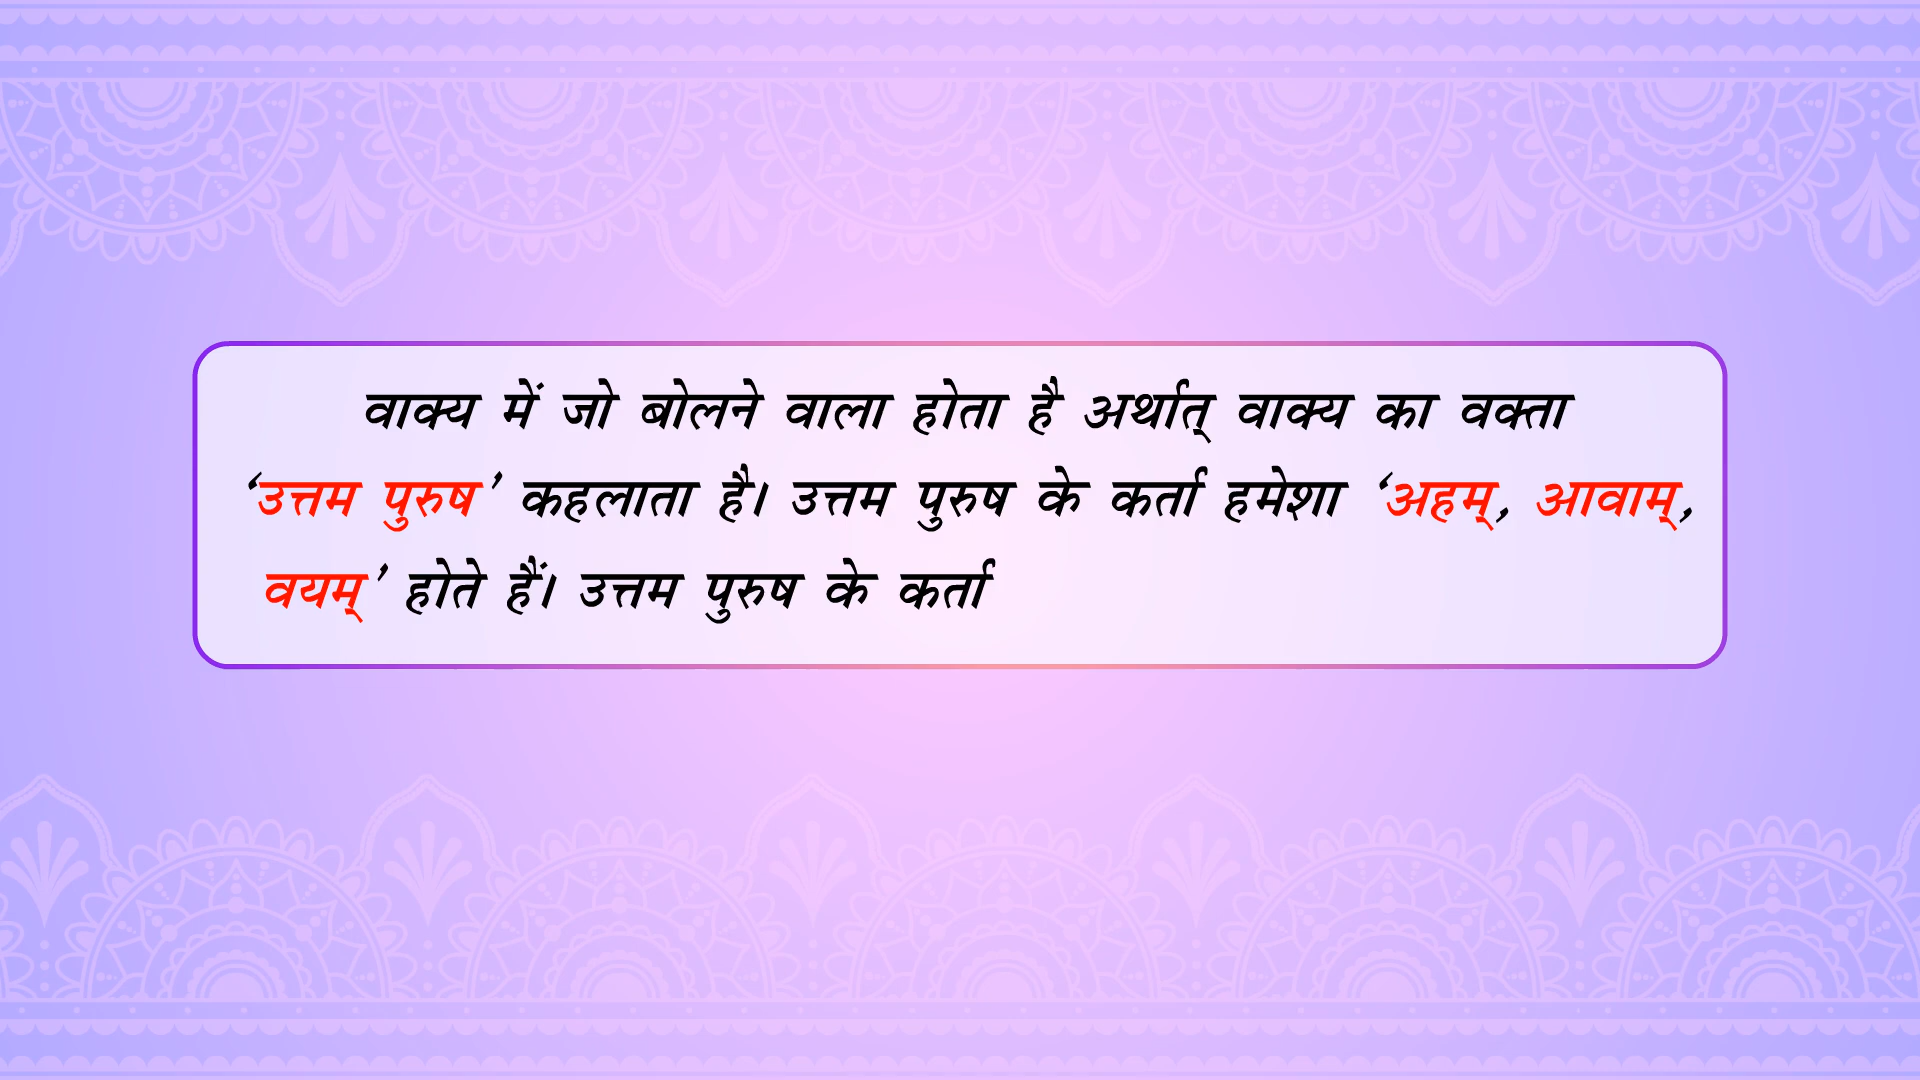 वाक्य में जो बोलने वाला होता है अर्थात् वाक्य का वक्ता
‘उत्तम पुरुष’ कहलाता है। उत्तम पुरुष के कर्ता हमेशा ‘अहम्, आवाम्,
वयम्’ होते हैं। उत्तम पुरुष के कर्ता